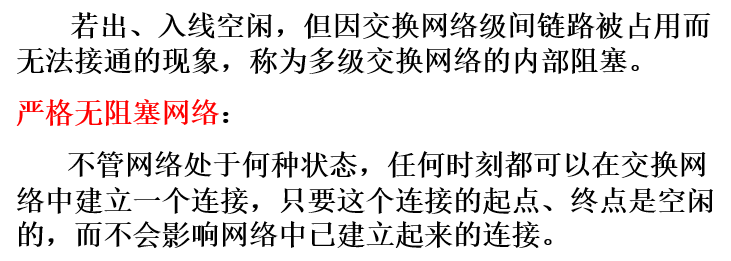 若出、入线空闲，但因交换网络级间链路被占用而
无法接通的现象，称为多级交换网络的内部阻塞。
严格无阻塞网络：
不管网络处于何种状态，任何时刻都可以在交换网
络中建立一个连接，只要这个连接的起点、终点是空闲
的，而不会影响网络中已建立起来的连接。